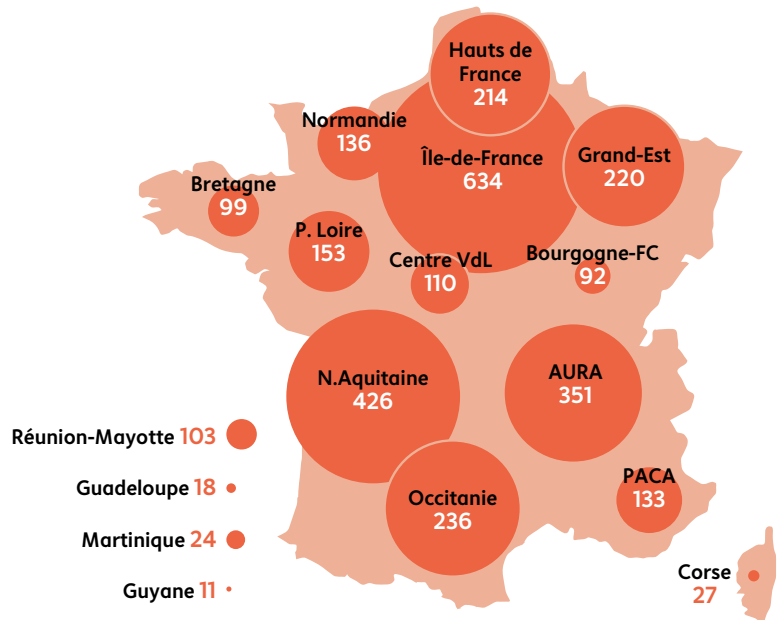 Hauts de
France
214
Normandie
136
Île-de-France
634
Grand-Est
220
Bretagne
99
P. Loire
153
Centre VdL
110
Bourgogne-FC
92
N.Aquitaine
426
AURA
351
Réunion-Mayotte 103
Guadeloupe 18
Martinique 24
Guyane 11
Occitanie
236
PACA
133
Corse
27